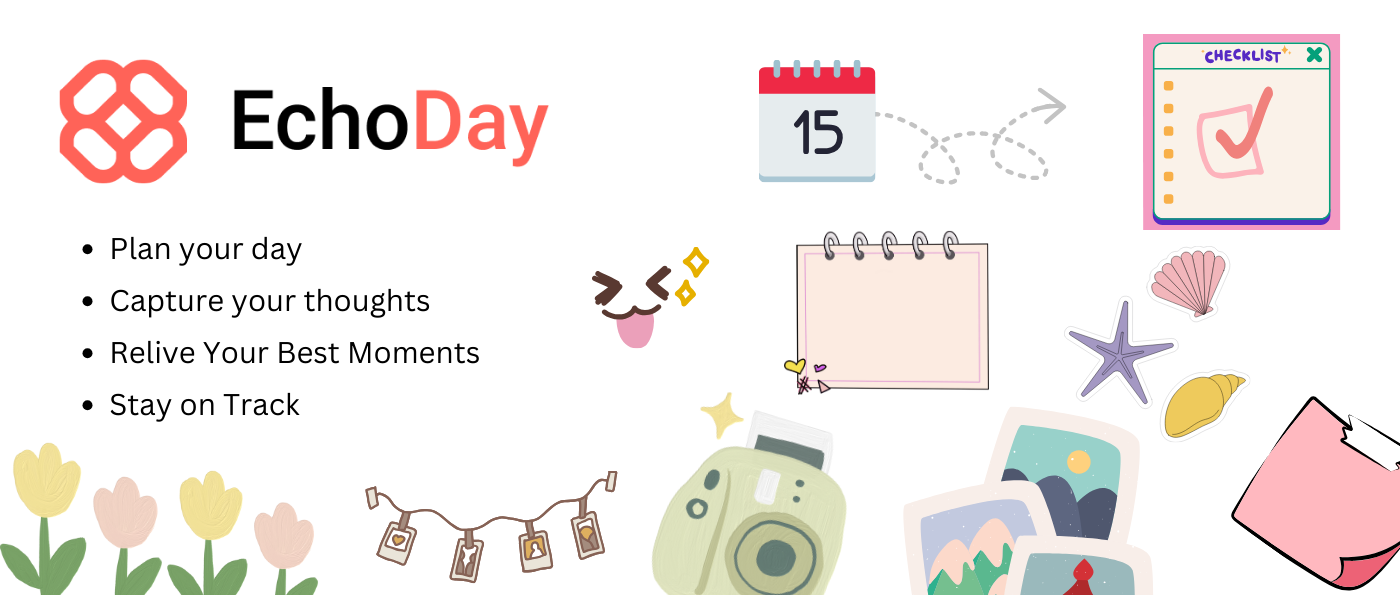 EchoDay
Plan your day
Capture your thoughts
Relive Your Best Moments
Stay on Track
15
CHECKLIST